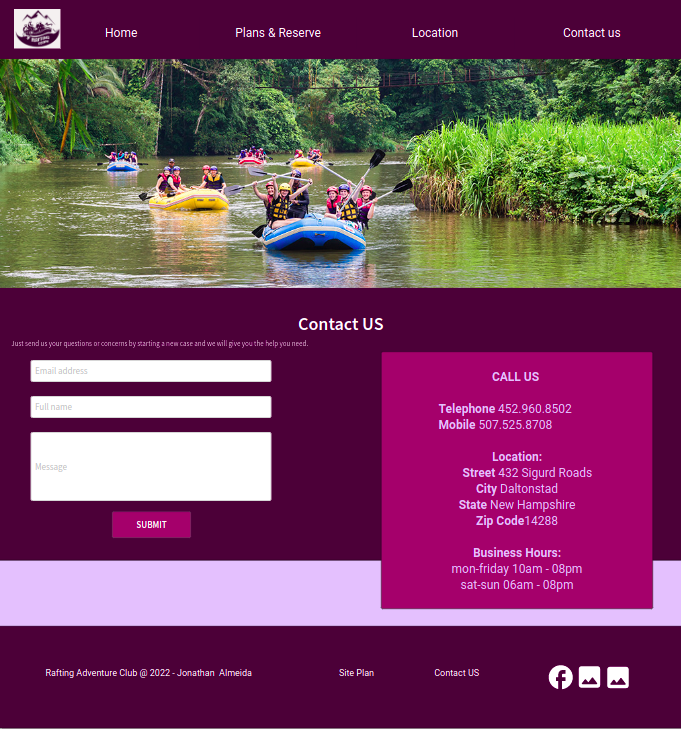 RAFTING
Home
Plans & Reserve
Location
Contact us
Contact US
Just send us your questions or concerns by starting a new case and we will give you the help you need.
Email address
Full name
Message
SUBMIT
CALL US
Telephone 452.960.8502
Mobile 507.525.8708
Location:
Street 432 Sigurd Roads
City Daltonstad
State New Hampshire
Zip Code14288
Business Hours:
mon-friday 10am - 08pm
sat-sun 06am - 08pm
Rafting Adventure Club @ 2022 - Jonathan  Almeida
Site Plan
Contact US